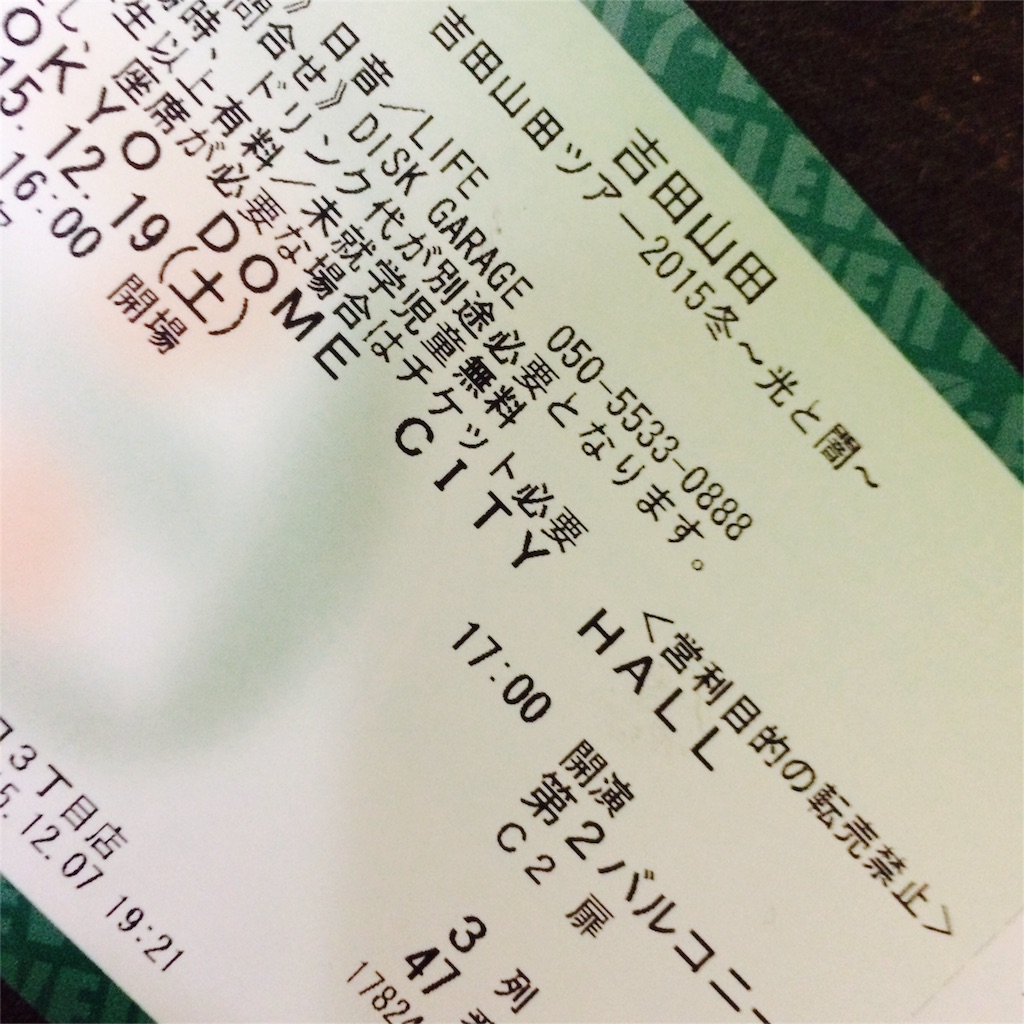 吉田山田
吉田山田ツアー2015冬～光と闇～
日音／LIFE
問合せ》DISK GARAGE 050-5533-0888
時、ドリンク代が別途必要となります。
生以上有料／未就学児童無料
し、座席が必要な場合はチケット必要
<営利目的の転売禁止>
OKYO DOME CITY HALL
15.12.19(土)
16:00 開場 17:00 開演
第2バルコニー
C2 扉
3 列
47
3丁目店
5.12.07 19:21
1782